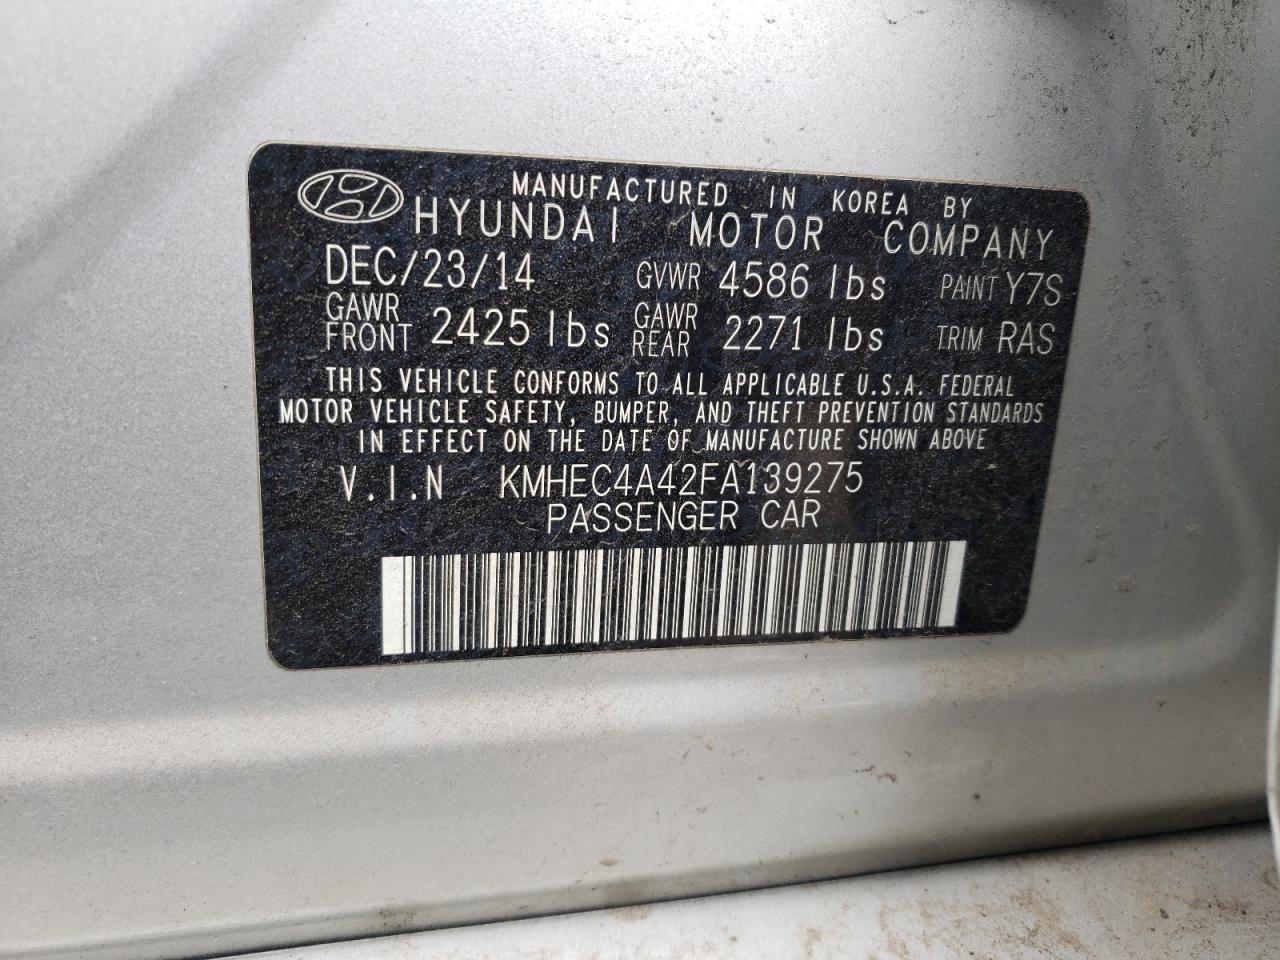 MANUFACTURED IN KOREA BY
HYUNDAI MOTOR COMPANY
DEC/23/14 GVWR 4586 lbs PAINT Y7S
GAWR FRONT 2425 lbs GAWR REAR 2271 lbs TRIM RAS
THIS VEHICLE CONFORMS TO ALL APPLICABLE U.S.A. FEDERAL
MOTOR VEHICLE SAFETY, BUMPER, AND THEFT PREVENTION STANDARDS
IN EFFECT ON THE DATE OF MANUFACTURE SHOWN ABOVE
V.I.N KMHEC4A42FA139275
PASSENGER CAR